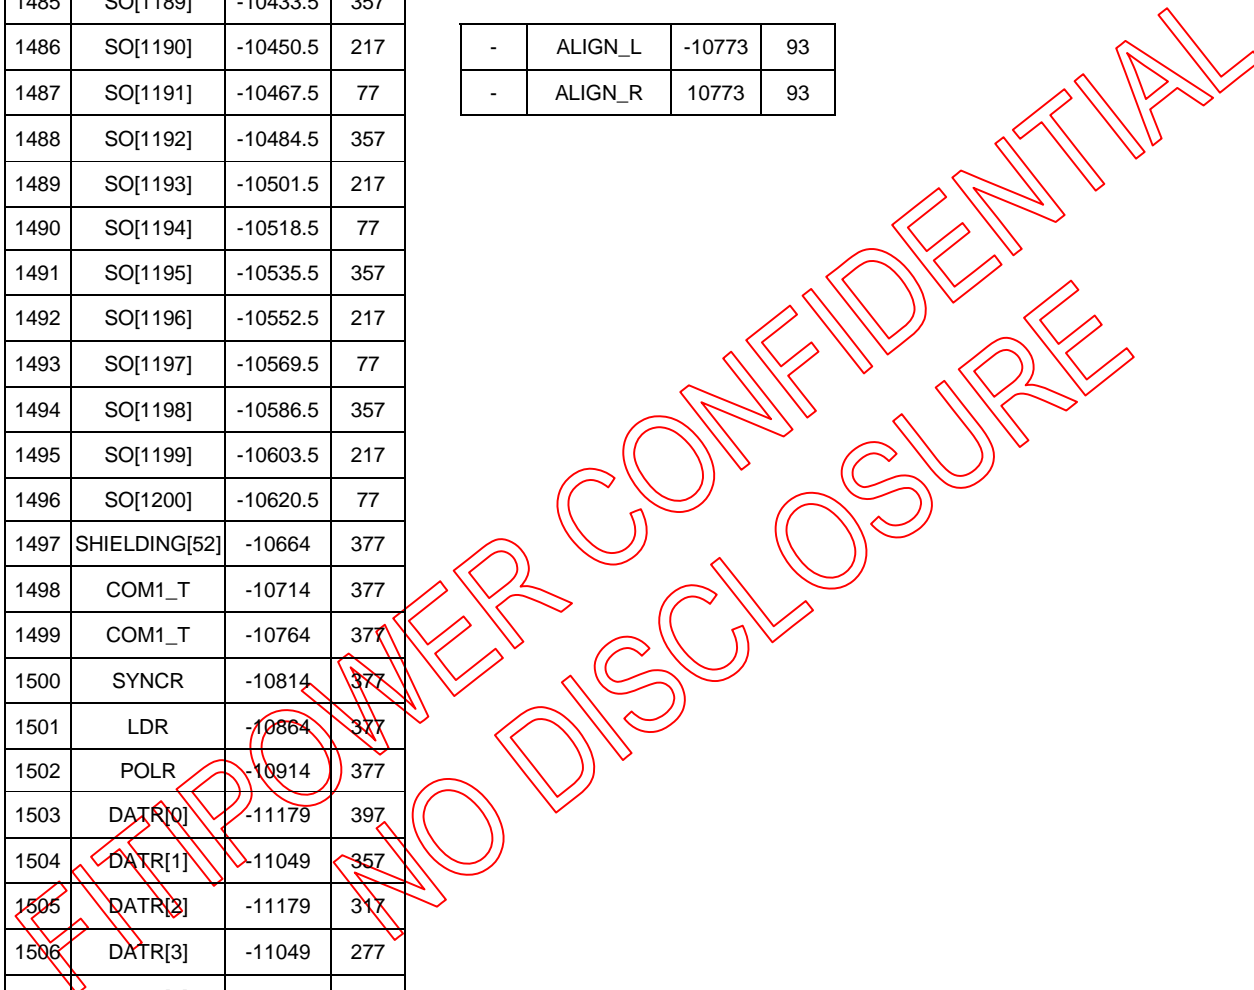 1485 SO[1189] -10433.5 357
1486 SO[1190] -10450.5 217
1487 SO[1191] -10467.5 77
1488 SO[1192] -10484.5 357
1489 SO[1193] -10501.5 217
1490 SO[1194] -10518.5 77
1491 SO[1195] -10535.5 357
1492 SO[1196] -10552.5 217
1493 SO[1197] -10569.5 77
1494 SO[1198] -10586.5 357
1495 SO[1199] -10603.5 217
1496 SO[1200] -10620.5 77
1497 SHIELDING[52] -10664 377
1498 COM1_T -10714 377
1499 COM1_T -10764 377
1500 SYNCR -10814 377
1501 LDR -10864 377
1502 POLR -10914 377
1503 DATR[0] -11179 397
1504 DATR[1] -11049 357
1505 DATR[2] -11179 317
1506 DATR[3] -11049 277
- ALIGN_L -10773 93
- ALIGN_R 10773 93
FITIPOWER CONFIDENTIAL
NO DISCLOSURE